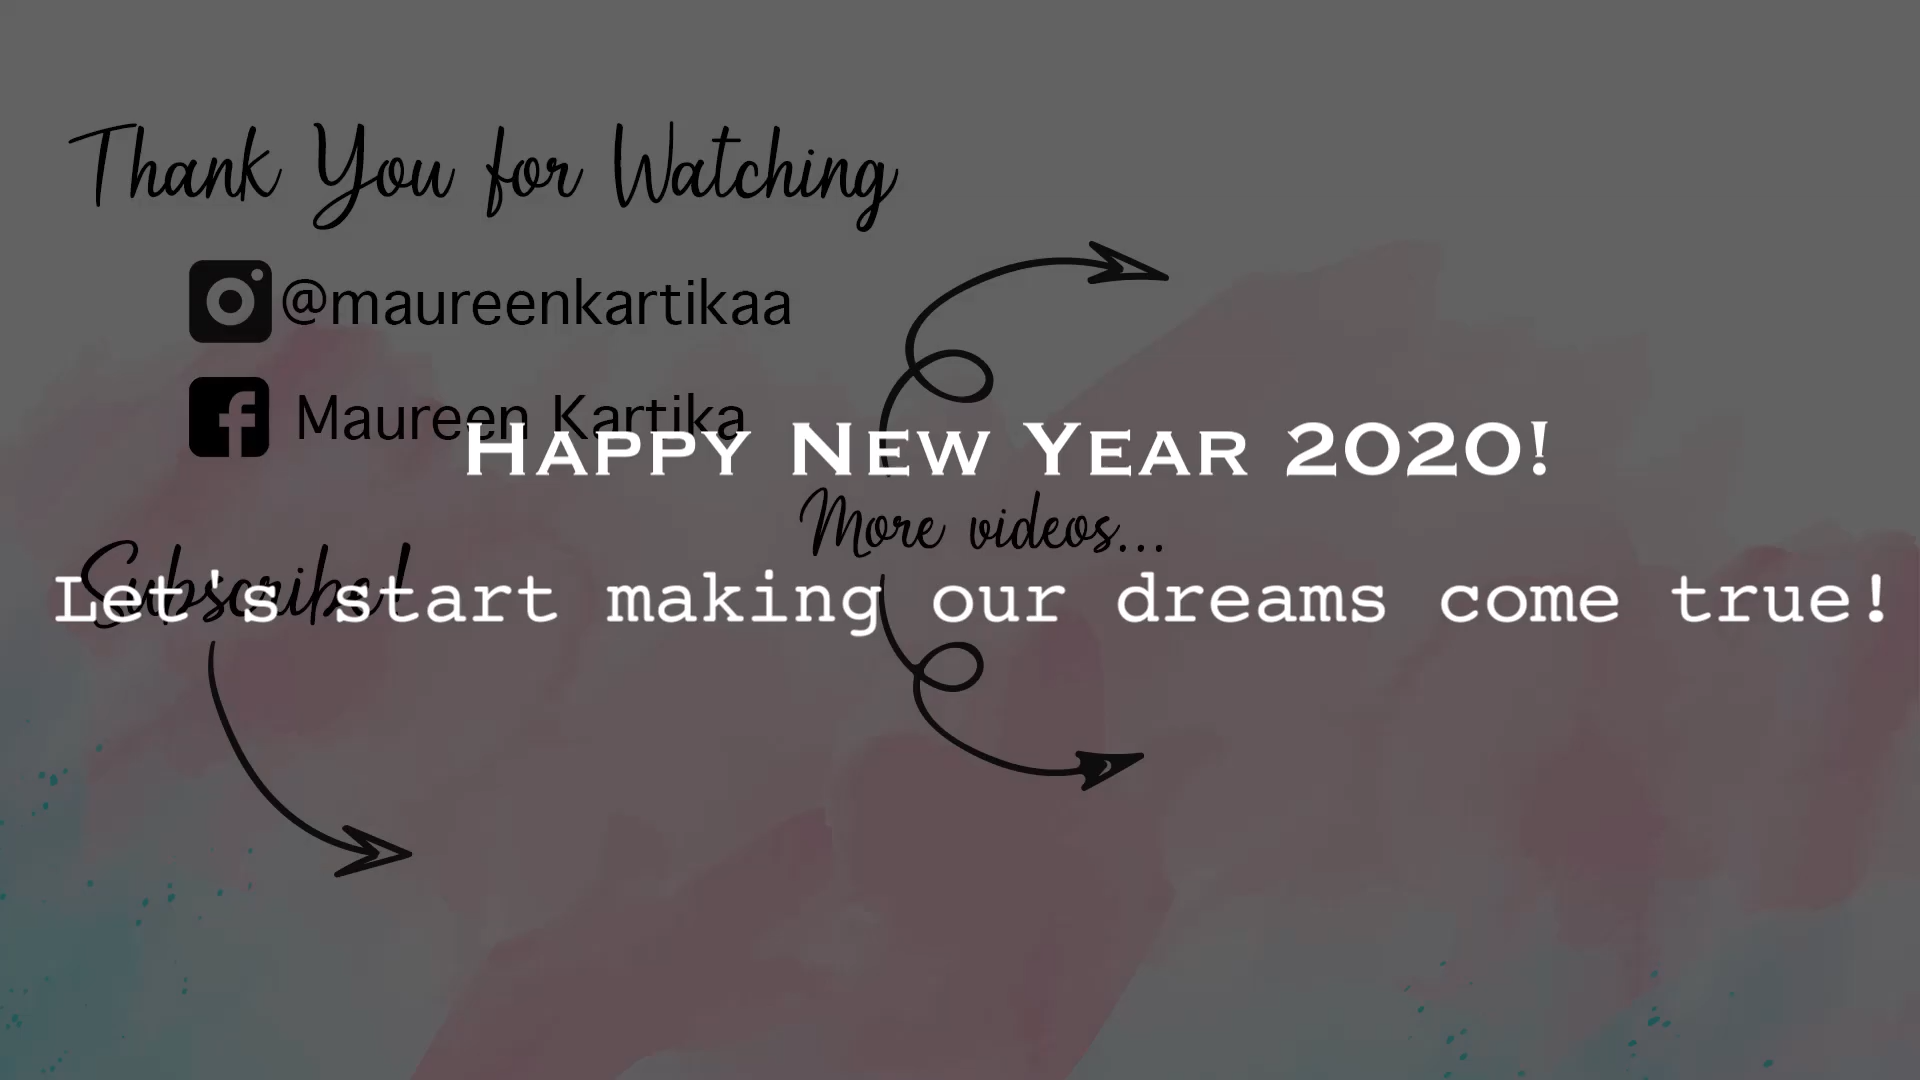 Thank You for Watching
@maureenkartikaa
Maureen Kartika
HAPPY NEW YEAR 2020!
More videos...
Subscribe!
Let's start making our dreams come true!